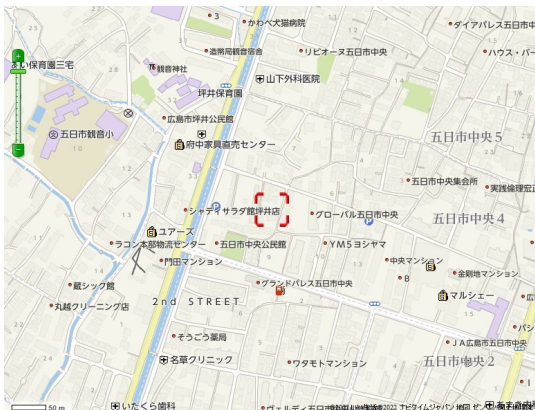 3
かわべ犬猫病院
ダイアパレス五日市中
造幣局観音宿舎
リビオーヌ五日市中央
ハウス・パー
い保育園三宅
観音神社
山下外科医院
坪井保育園
広島市坪井公民館
五日市観音小
府中家具直売センター
五日市中央5
五日市中央集会所
実践倫理宏正
シャディサラダ館坪井店
グローバル五日市中央
五日市中央4
ユアーズ
ラコン本部物流センター
五日市中央公民館
YM53ヨシヤマ
門田マンション
中央マンション
金剛地マンション
蔵シック館
グランドパレス五日市中央
B
丸越クリーニング店
2nd STREET
マルシェー
広
パシ
そうごう薬局
JA広島市五日市中央
名草クリニック
ワタモトマンション
五日市中央2
いたくら歯科
50 m